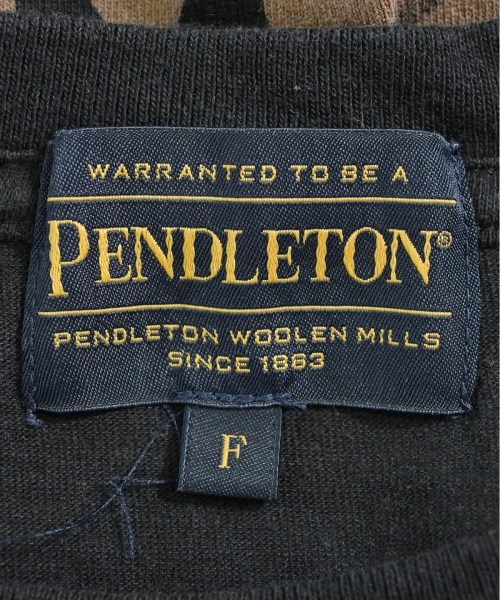 WARRANTED TO BE A
PENDLETON®
PENDLETON WOOLEN MILLS
SINCE 1863
F